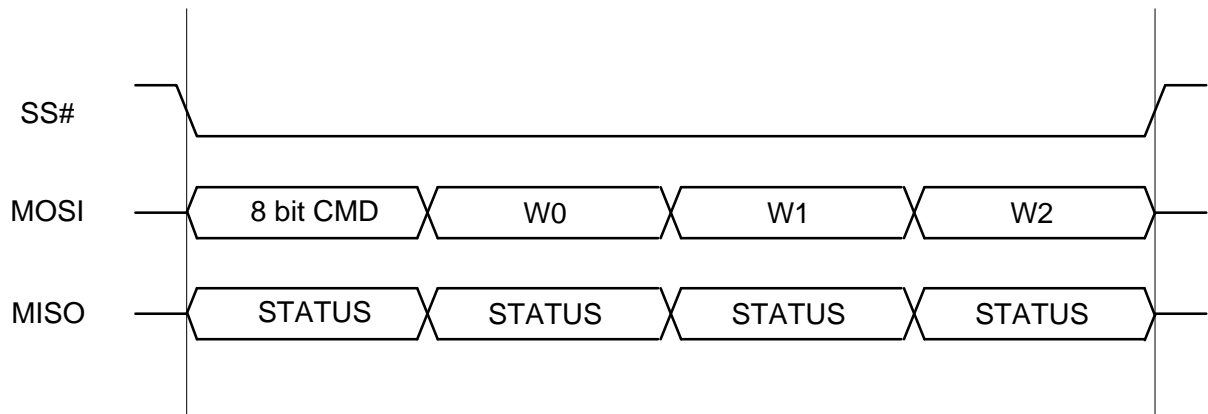 SS#
MOSI 8 bit CMD W0 W1 W2
MISO STATUS STATUS STATUS STATUS